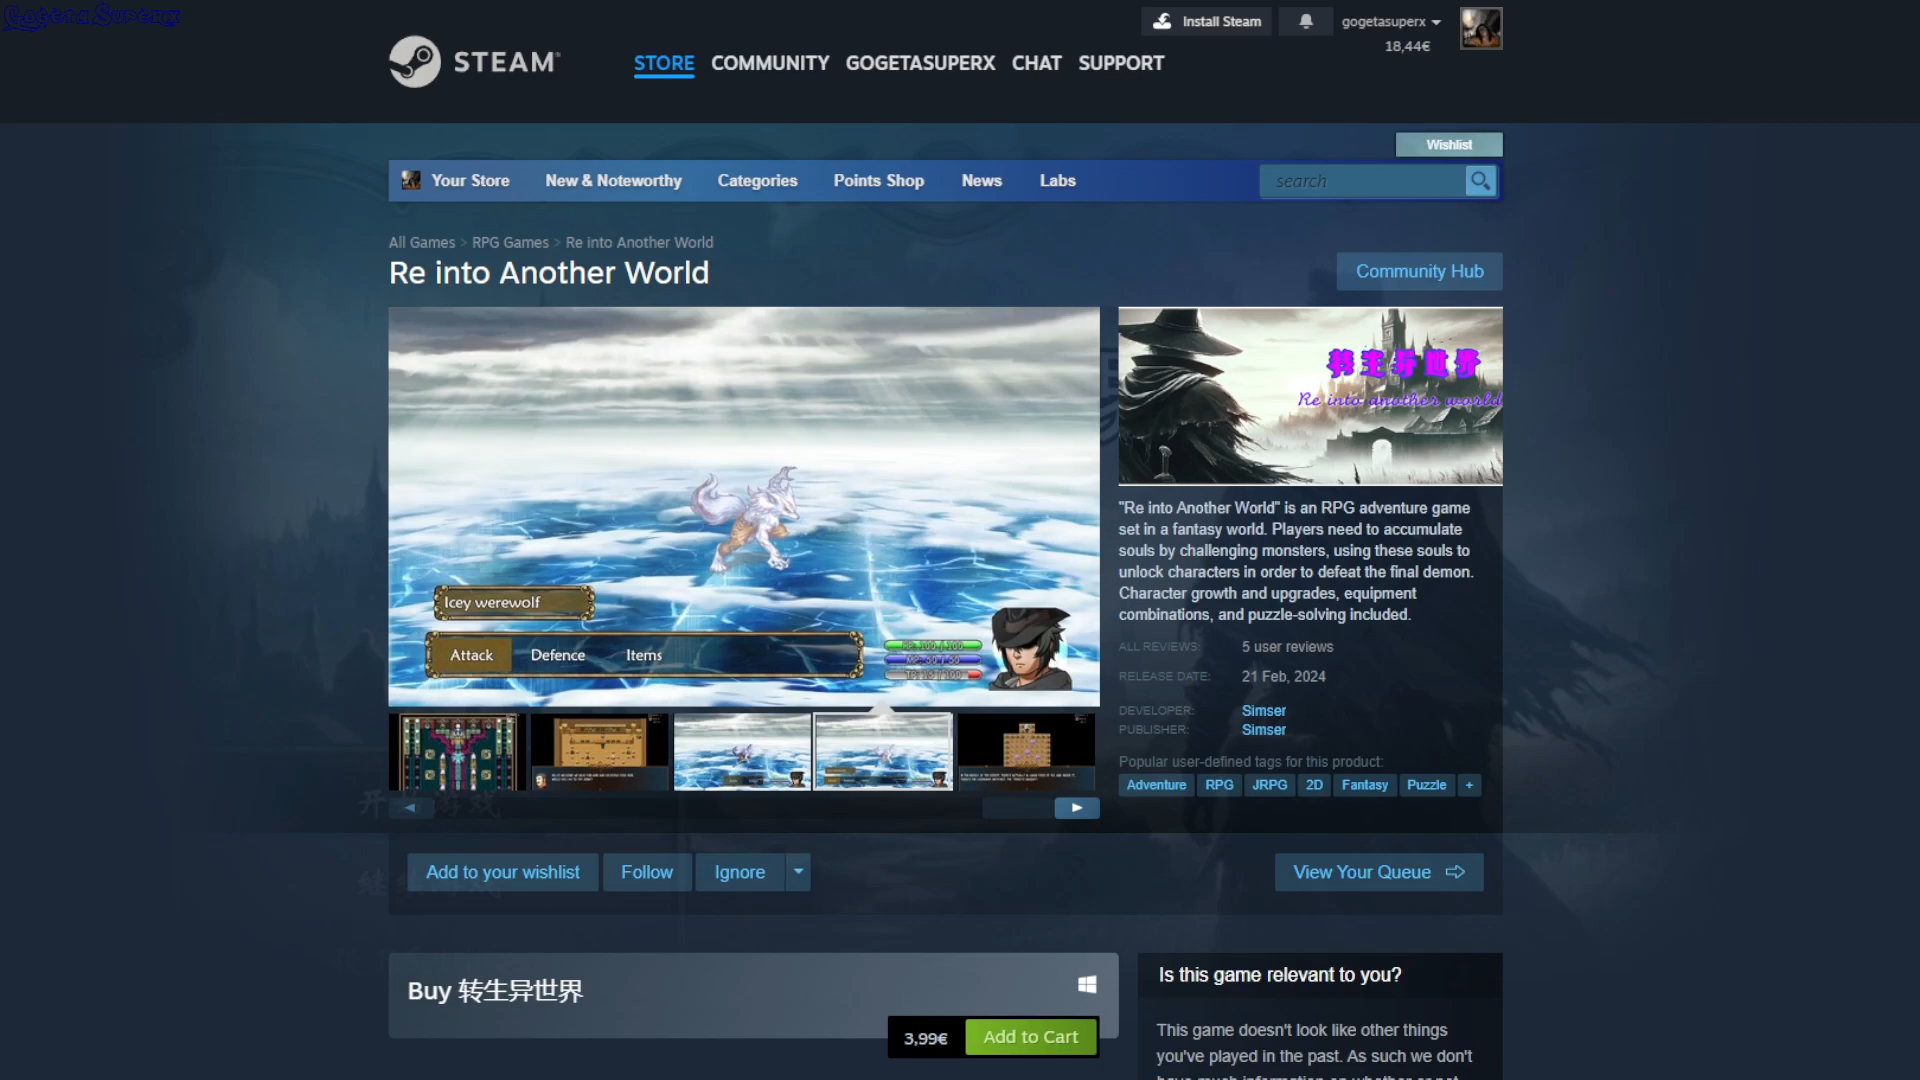 Gogeta Superx
Install Steam
gogetasuperx
18,44€
STEAM®
STORE COMMUNITY GOGETASUPERX CHAT SUPPORT
Wishlist
Your Store New & Noteworthy Categories Points Shop News Labs search
All Games > RPG Games > Re into Another World
Re into Another World
Community Hub
转生异世界
Re into another world
"Re into Another World" is an RPG adventure game
set in a fantasy world. Players need to accumulate
souls by challenging monsters, using these souls to
unlock characters in order to defeat the final demon.
Character growth and upgrades, equipment
combinations, and puzzle-solving included.
Icey werewolf
Attack Defence Items
ALL REVIEWS: 5 user reviews
RELEASE DATE: 21 Feb, 2024
DEVELOPER: Simser
PUBLISHER: Simser
Popular user-defined tags for this product:
Adventure RPG JRPG 2D Fantasy Puzzle +
Add to your wishlist Follow Ignore View Your Queue
Buy 转生异世界
3,99€ Add to Cart
Is this game relevant to you?
This game doesn't look like other things
you've played in the past. As such we don't